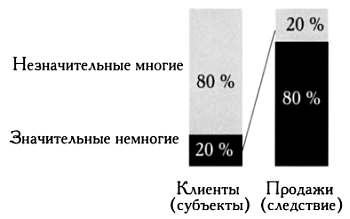 20 %
Незначительные многие
80 %
80 %
Значительные немногие
20 %
Клиенты
(субъекты)
Продажи
(следствие)